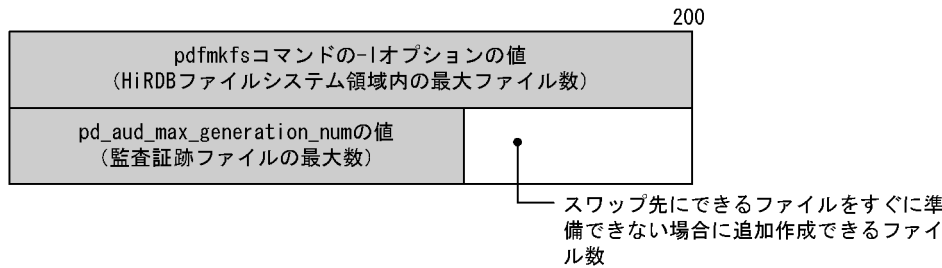 200
pdfmkfsコマンドの-lオプションの値
(HiRDBファイルシステム領域内の最大ファイル数)
pd_aud_max_generation_numの値
(監査証跡ファイルの最大数)
スワップ先にできるファイルをすぐに準
備できない場合に追加作成できるファイ
ル数